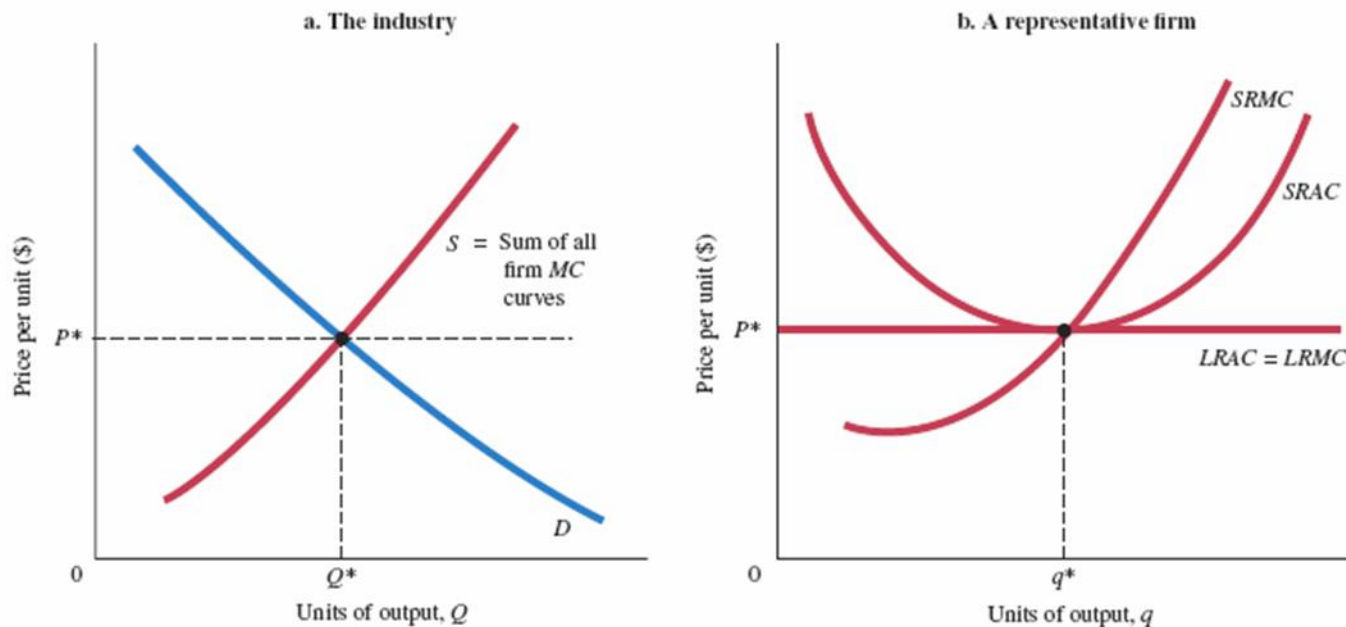 a. The industry
Price per unit ($)
S = Sum of all
firm MC
curves
P*
D
0
Q*
Units of output, Q
b. A representative firm
Price per unit ($)
SRMC
SRAC
P*
LRAC = LRMC
0
q*
Units of output, q